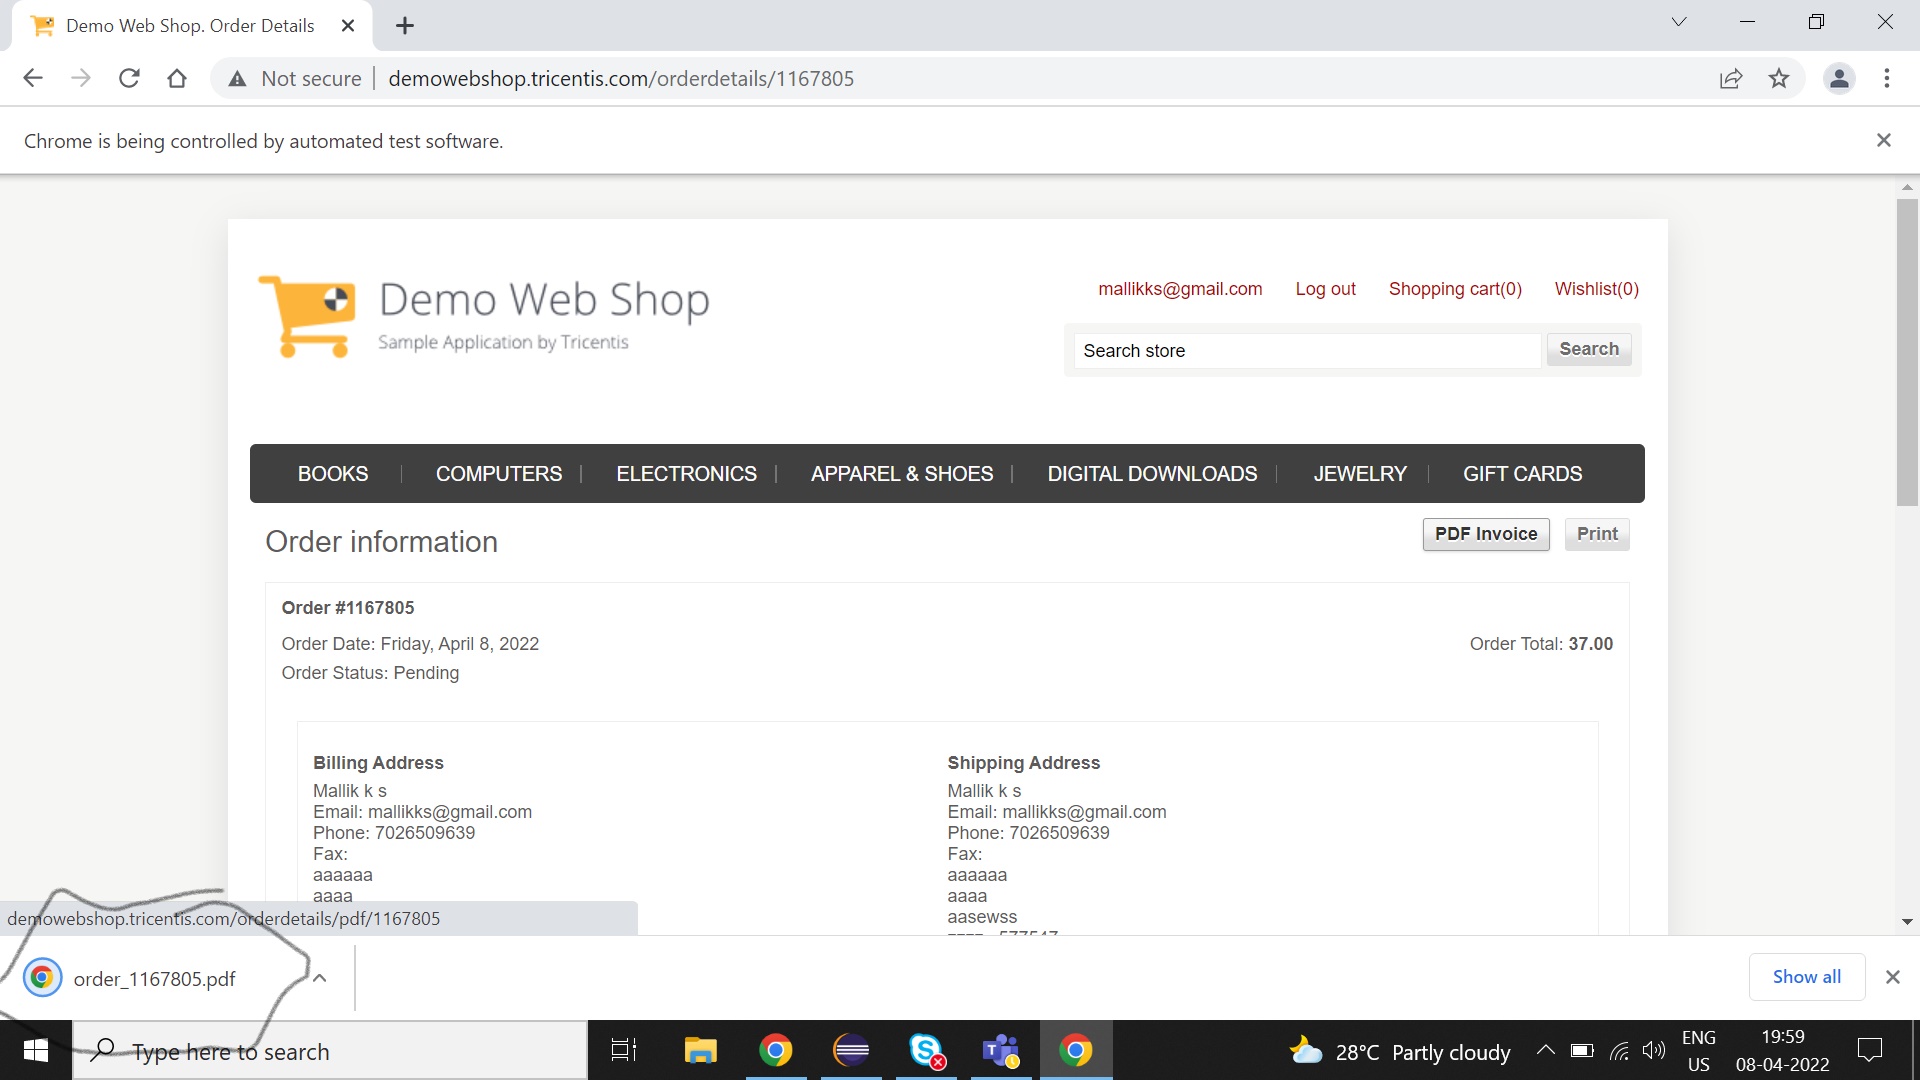 Demo Web Shop. Order Details
Not secure demowebshop.tricentis.com/orderdetails/1167805
Chrome is being controlled by automated test software.
Demo Web Shop
Sample Application by Tricentis
mallikks@gmail.com Log out Shopping cart(0) Wishlist(0)
Search store Search
BOOKS COMPUTERS ELECTRONICS APPAREL & SHOES DIGITAL DOWNLOADS JEWELRY GIFT CARDS
Order information
PDF Invoice Print
Order #1167805
Order Date: Friday, April 8, 2022
Order Total: 37.00
Order Status: Pending
Billing Address
Mallik k s
Email: mallikks@gmail.com
Phone: 7026509639
Fax:
aaaaaa
aaaa
Shipping Address
Mallik k s
Email: mallikks@gmail.com
Phone: 7026509639
Fax:
aaaaaa
aaaa
aasewss
demowebshop.tricentis.com/orderdetails/pdf/1167805
order_1167805.pdf
Show all
Type here to search
28°C Partly cloudy
ENG
US
19:59
08-04-2022